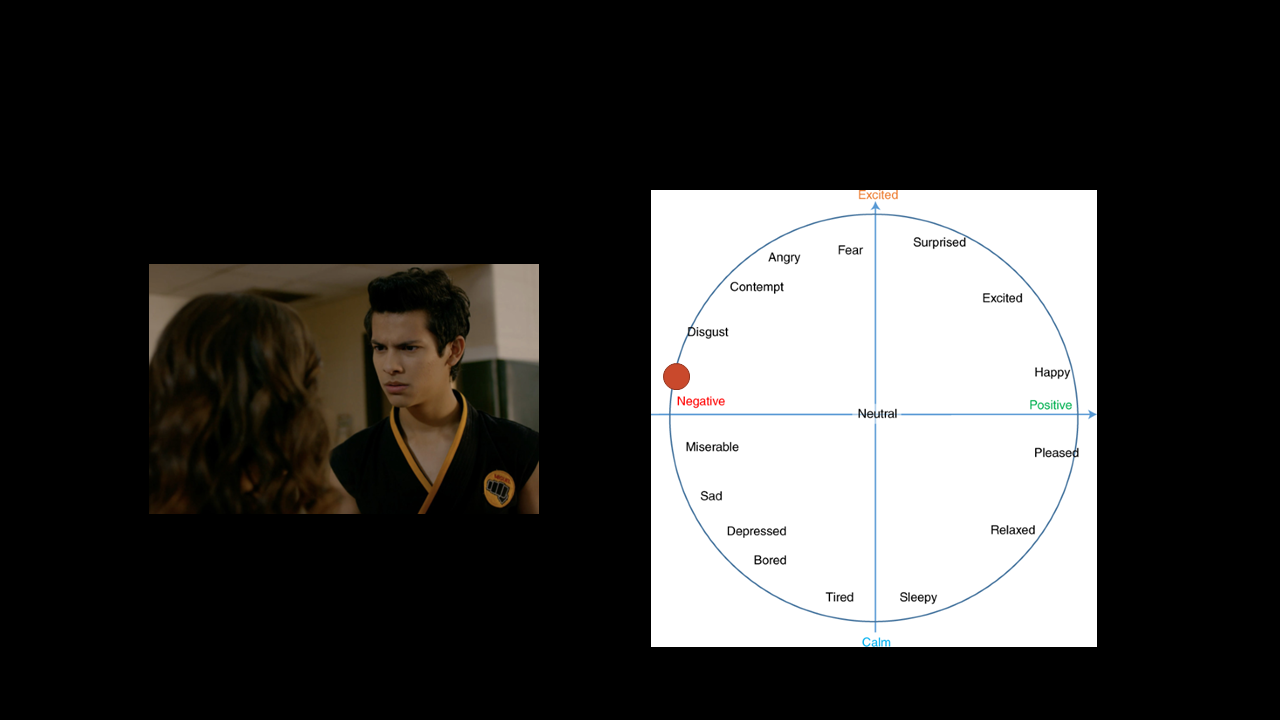 Excited
Surprised
Fear
Angry
Contempt
Excited
Disgust
Happy
Negative
Positive
Neutral
Miserable
Pleased
Sad
Depressed
Relaxed
Bored
Tired
Sleepy
Calm